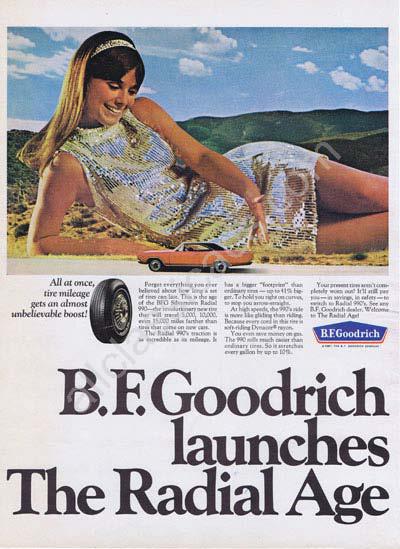 All at once,
tire mileage
gets an almost
unbelievable boost!
Forget everything you ever
believed about how long a set
of tires can last. This is the age
of the BFG Silvertown Radial
990—the revolutionary new tire
that will travel 5,000, 10,000,
even 15,000 miles farther than
tires that come on new cars.
The Radial 990's traction is
as incredible as its mileage. It
has a bigger "footprint" than
ordinary tires — up to 41% big-
ger. To hold you tight on curves,
to stop you arrow-straight.
At high speeds, the 990's ride
is more like gliding than riding.
Because every cord in this tire is
soft-riding Dynacor® rayon.
You even save money on gas.
The 990 rolls much easier than
ordinary tires. So it stretches
every gallon by up to 10%.
Your present tires aren't com-
pletely worn out? It'll still pay
you—in savings, in safety—to
switch to Radial 990's. See any
B.F. Goodrich dealer. Welcome
to The Radial Age!
B.F.Goodrich
B.F.Goodrich
launches
The Radial Age